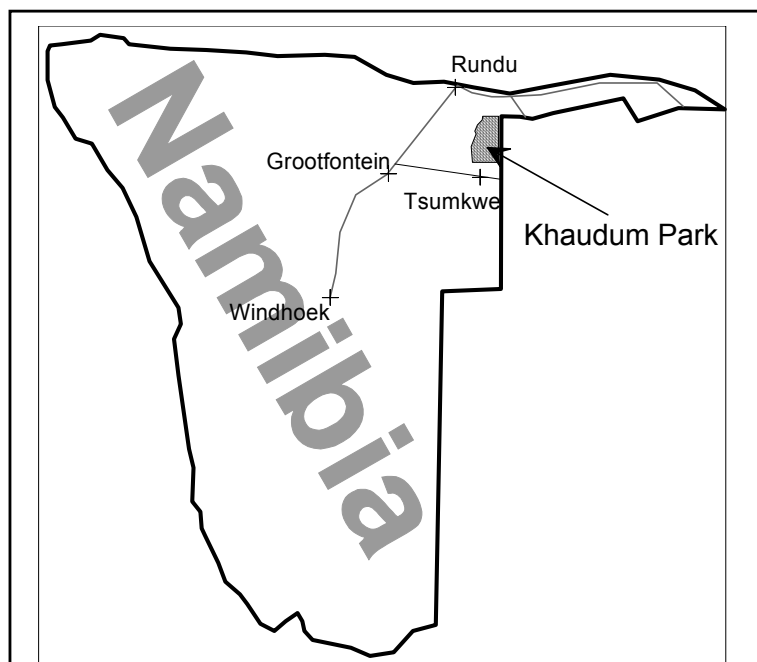 Rundu
Grootfontein
Tsumkwe
Khaudum Park
Windhoek
Namibia